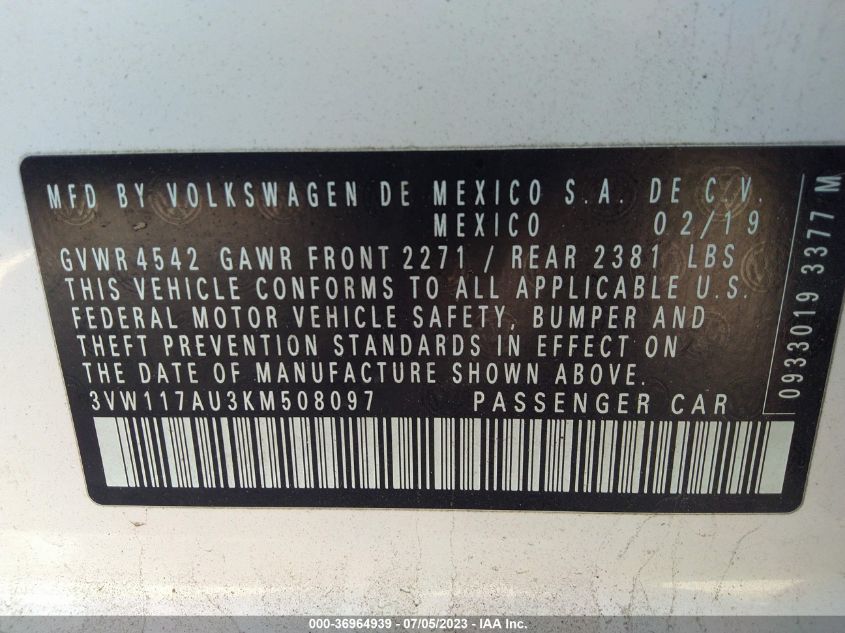 MFD BY VOLKSWAGEN DE MEXICO S.A. DE C.V.
MEXICO 02/19
GVWR 4542 GAWR FRONT 2271 / REAR 2381 LBS
THIS VEHICLE CONFORMS TO ALL APPLICABLE U.S.
FEDERAL MOTOR VEHICLE SAFETY, BUMPER AND
THEFT PREVENTION STANDARDS IN EFFECT ON
THE DATE OF MANUFACTURE SHOWN ABOVE.
3VW117AU3KM508097 PASSENGER CAR
0933019 3377 M
000-36964939 - 07/05/2023 - IAA Inc.